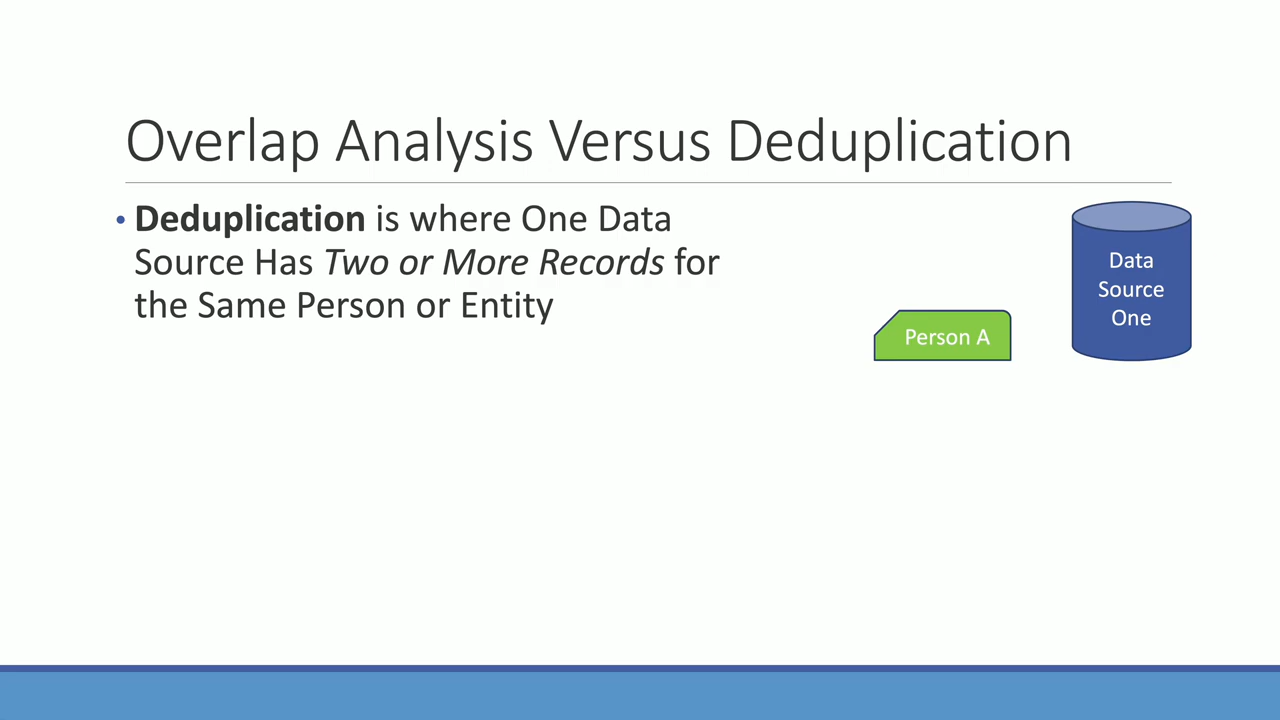 Overlap Analysis Versus Deduplication
• Deduplication is where One Data
Source Has Two or More Records for
the Same Person or Entity
Person A
Data
Source
One